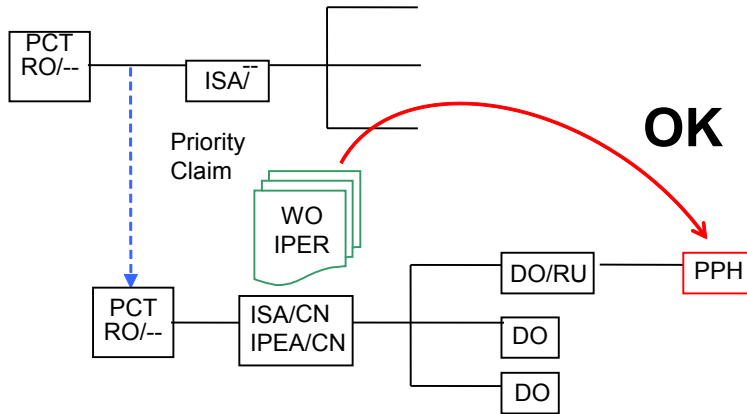 PCT
RO/--
ISA/--
OK
Priority
Claim
WO
IPER
DO/RU
PPH
PCT
RO/--
ISA/CN
IPEA/CN
DO
DO